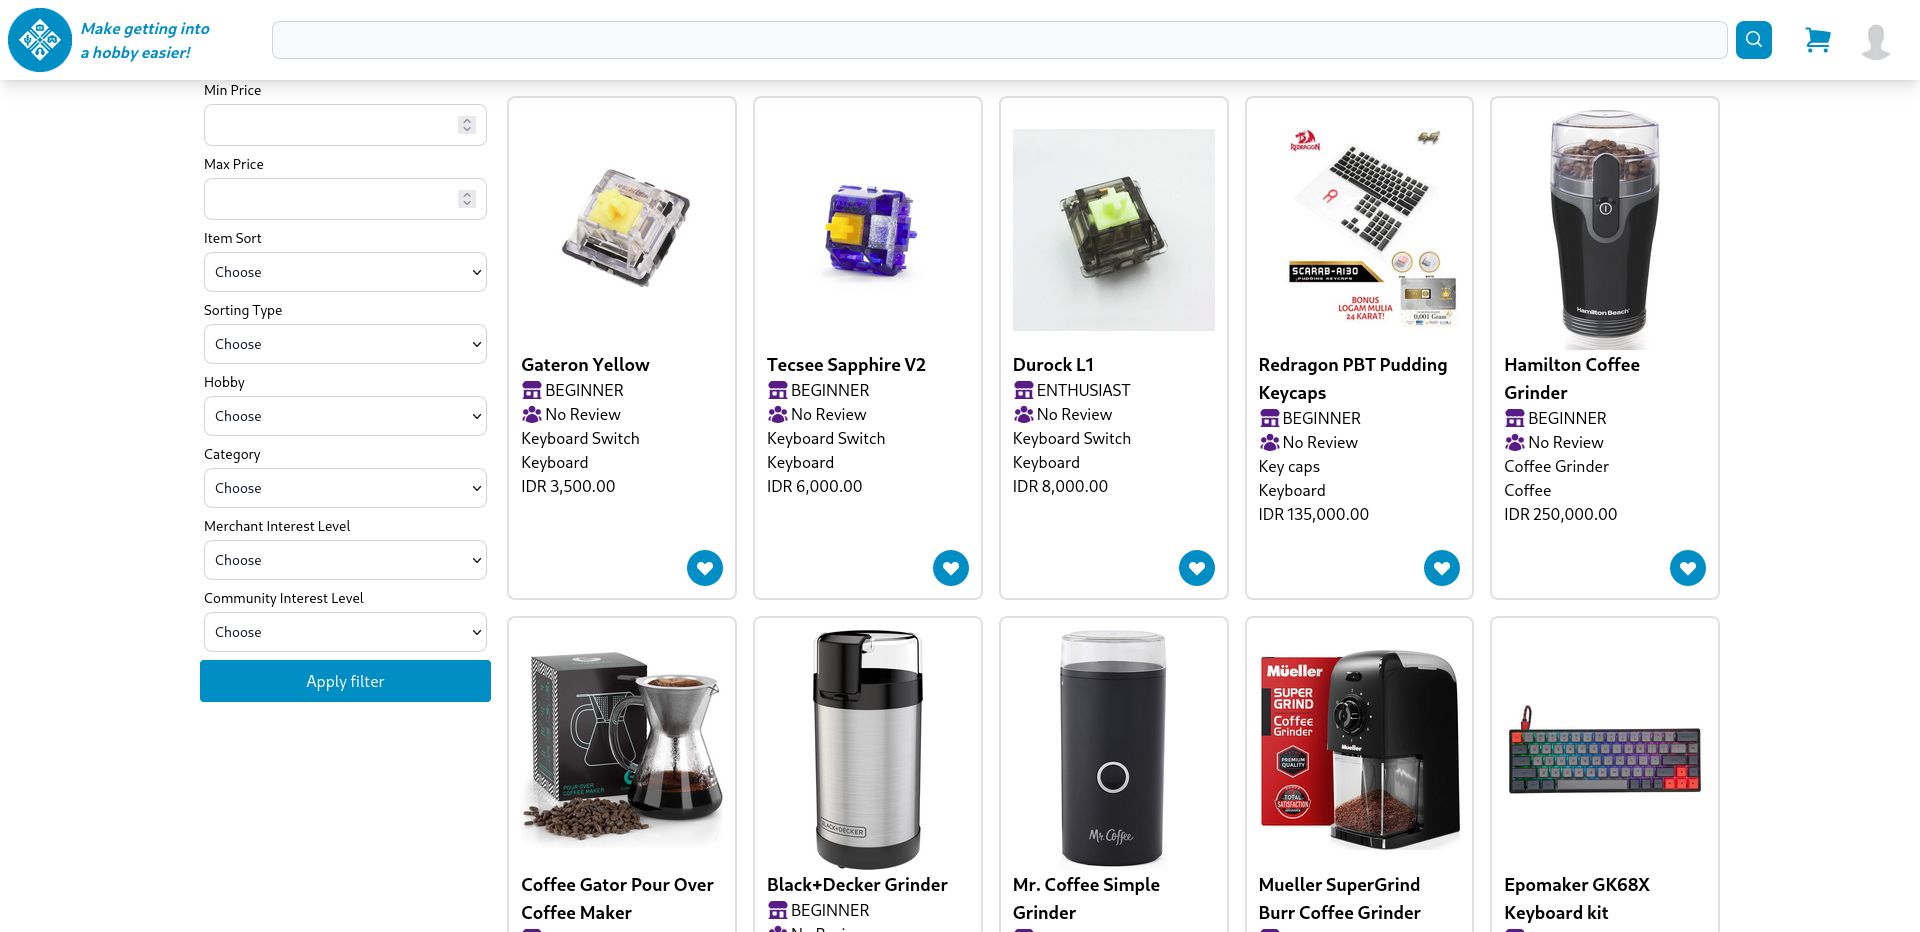 Make getting into
a hobby easier!
Min Price
Max Price
Item Sort
Choose
Sorting Type
Choose
Hobby
Choose
Category
Choose
Merchant Interest Level
Choose
Community Interest Level
Choose
Apply filter
Gateron Yellow
BEGINNER
No Review
Keyboard Switch
Keyboard
IDR 3,500.00
Tecsee Sapphire V2
BEGINNER
No Review
Keyboard Switch
Keyboard
IDR 6,000.00
Durock L1
ENTHUSIAST
No Review
Keyboard Switch
Keyboard
IDR 8,000.00
REDRAGON
SCARAB-A130
PUDDING KEYCAPS
BONUS
LOGAM MULIA
24 KARAT!
0,001 Gram
Redragon PBT Pudding
Keycaps
BEGINNER
No Review
Key caps
Keyboard
IDR 135,000.00
Hamilton Beach
Hamilton Coffee
Grinder
BEGINNER
No Review
Coffee Grinder
Coffee
IDR 250,000.00
POUR OVER
COFFEE MAKER
Coffee Gator Pour Over
Coffee Maker
BLACK+DECKER
Black+Decker Grinder
BEGINNER
No Review
Mr. Coffee
Mr. Coffee Simple
Grinder
Müeller
SUPER
GRIND
Coffee
Grinder
PREMIUM
QUALITY
TOTAL
SATISFACTION
Müeller
Mueller SuperGrind
Burr Coffee Grinder
Epomaker GK68X
Keyboard kit